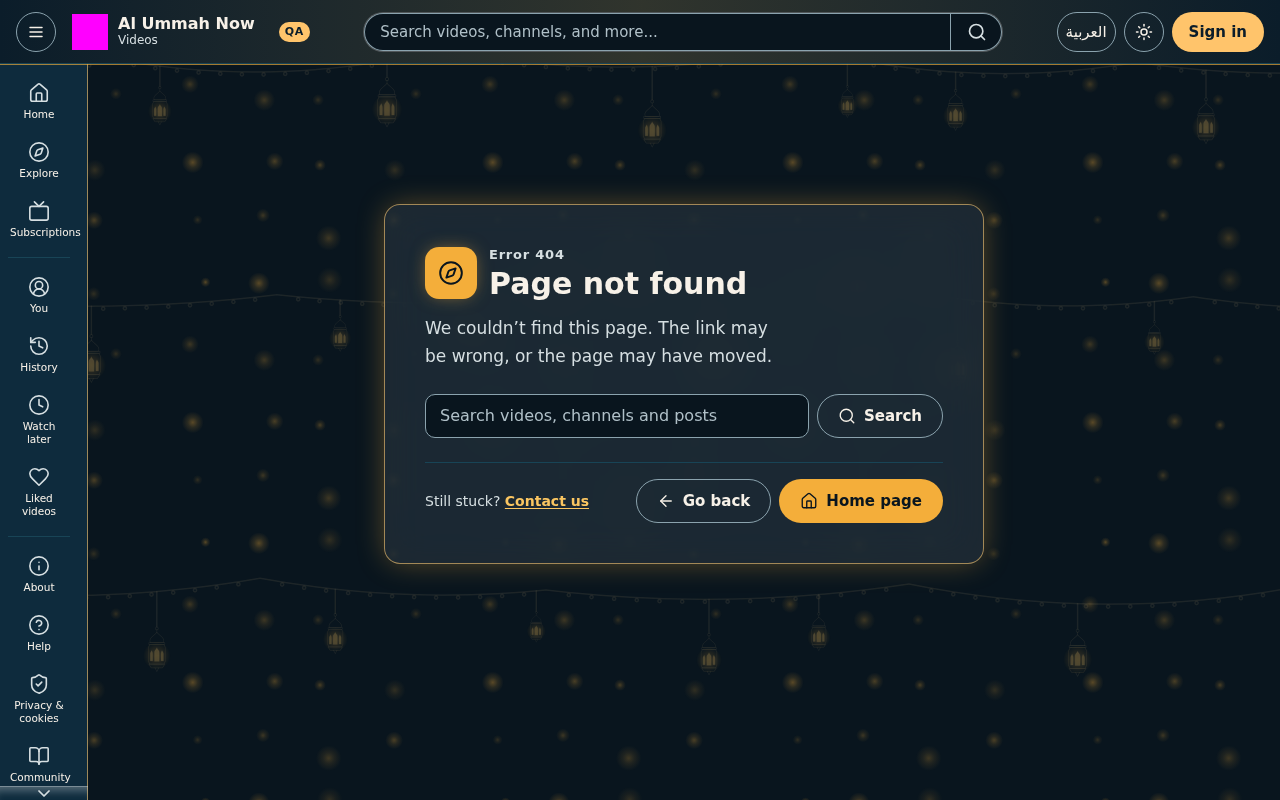 Al Ummah Now
Videos
QA
Search videos, channels, and more...
العربية
Sign in
Home
Explore
Subscriptions
You
History
Watch
later
Liked
videos
About
Help
Privacy &
cookies
Community
Error 404
Page not found
We couldn’t find this page. The link may
be wrong, or the page may have moved.
Search videos, channels and posts
Search
Still stuck? Contact us
Go back
Home page